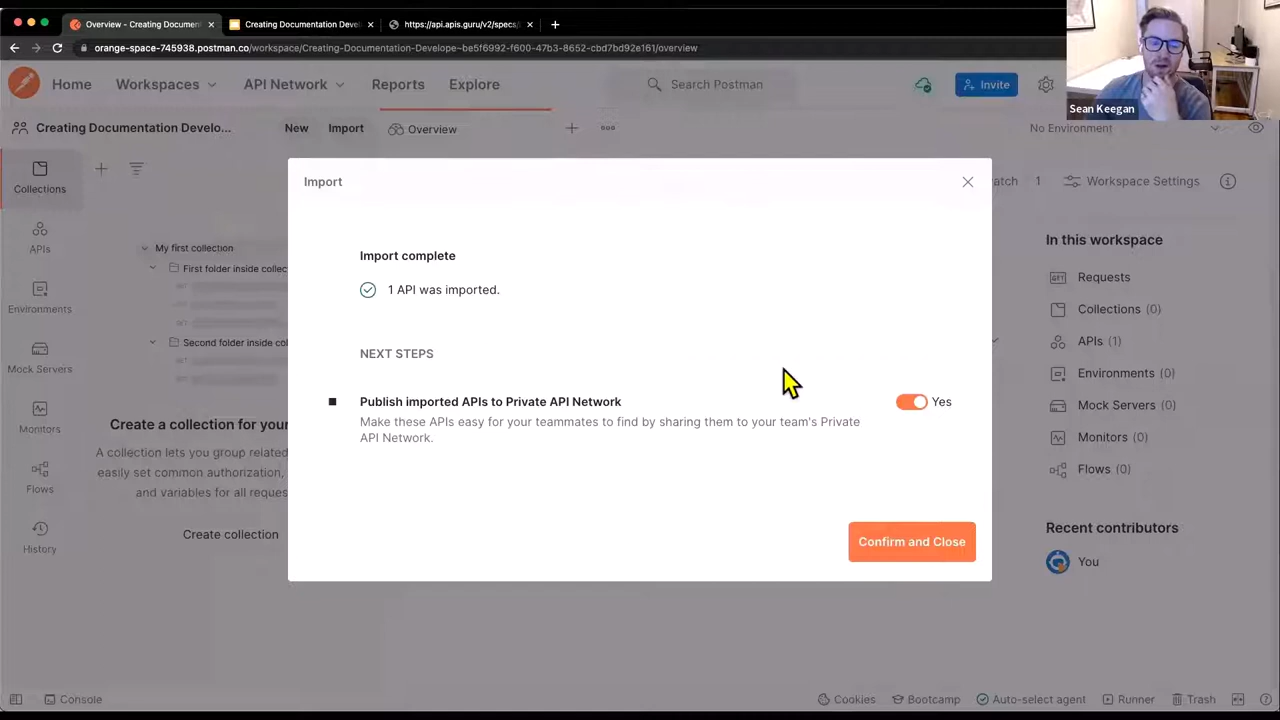 Overview - Creating Documen
Creating Documentation Devel
https://api.apis.guru/v2/specs
orange-space-745938.postman.co/workspace/Creating-Documentation-Develope~be5f6992-f600-47b3-8652-cbd7bd92e161/overview
Home
Workspaces
API Network
Reports
Explore
Search Postman
Invite
Sean Keegan
Creating Documentation Develo...
New
Import
Overview
No Environment
Collections
APIs
Environments
Mock Servers
Monitors
Flows
History
My first collection
First folder inside collec
Second folder inside col
Create a collection for your
A collection lets you group related
easily set common authorization,
and variables for all reque
Create collection
Import
Import complete
1 API was imported.
NEXT STEPS
Publish imported APIs to Private API Network
Yes
Make these APIs easy for your teammates to find by sharing them to your team's Private
API Network.
Confirm and Close
atch 1
Workspace Settings
In this workspace
Requests
Collections (0)
APIs (1)
Environments (0)
Mock Servers (0)
Monitors (0)
Flows (0)
Recent contributors
You
Console
Cookies
Bootcamp
Auto-select agent
Runner
Trash